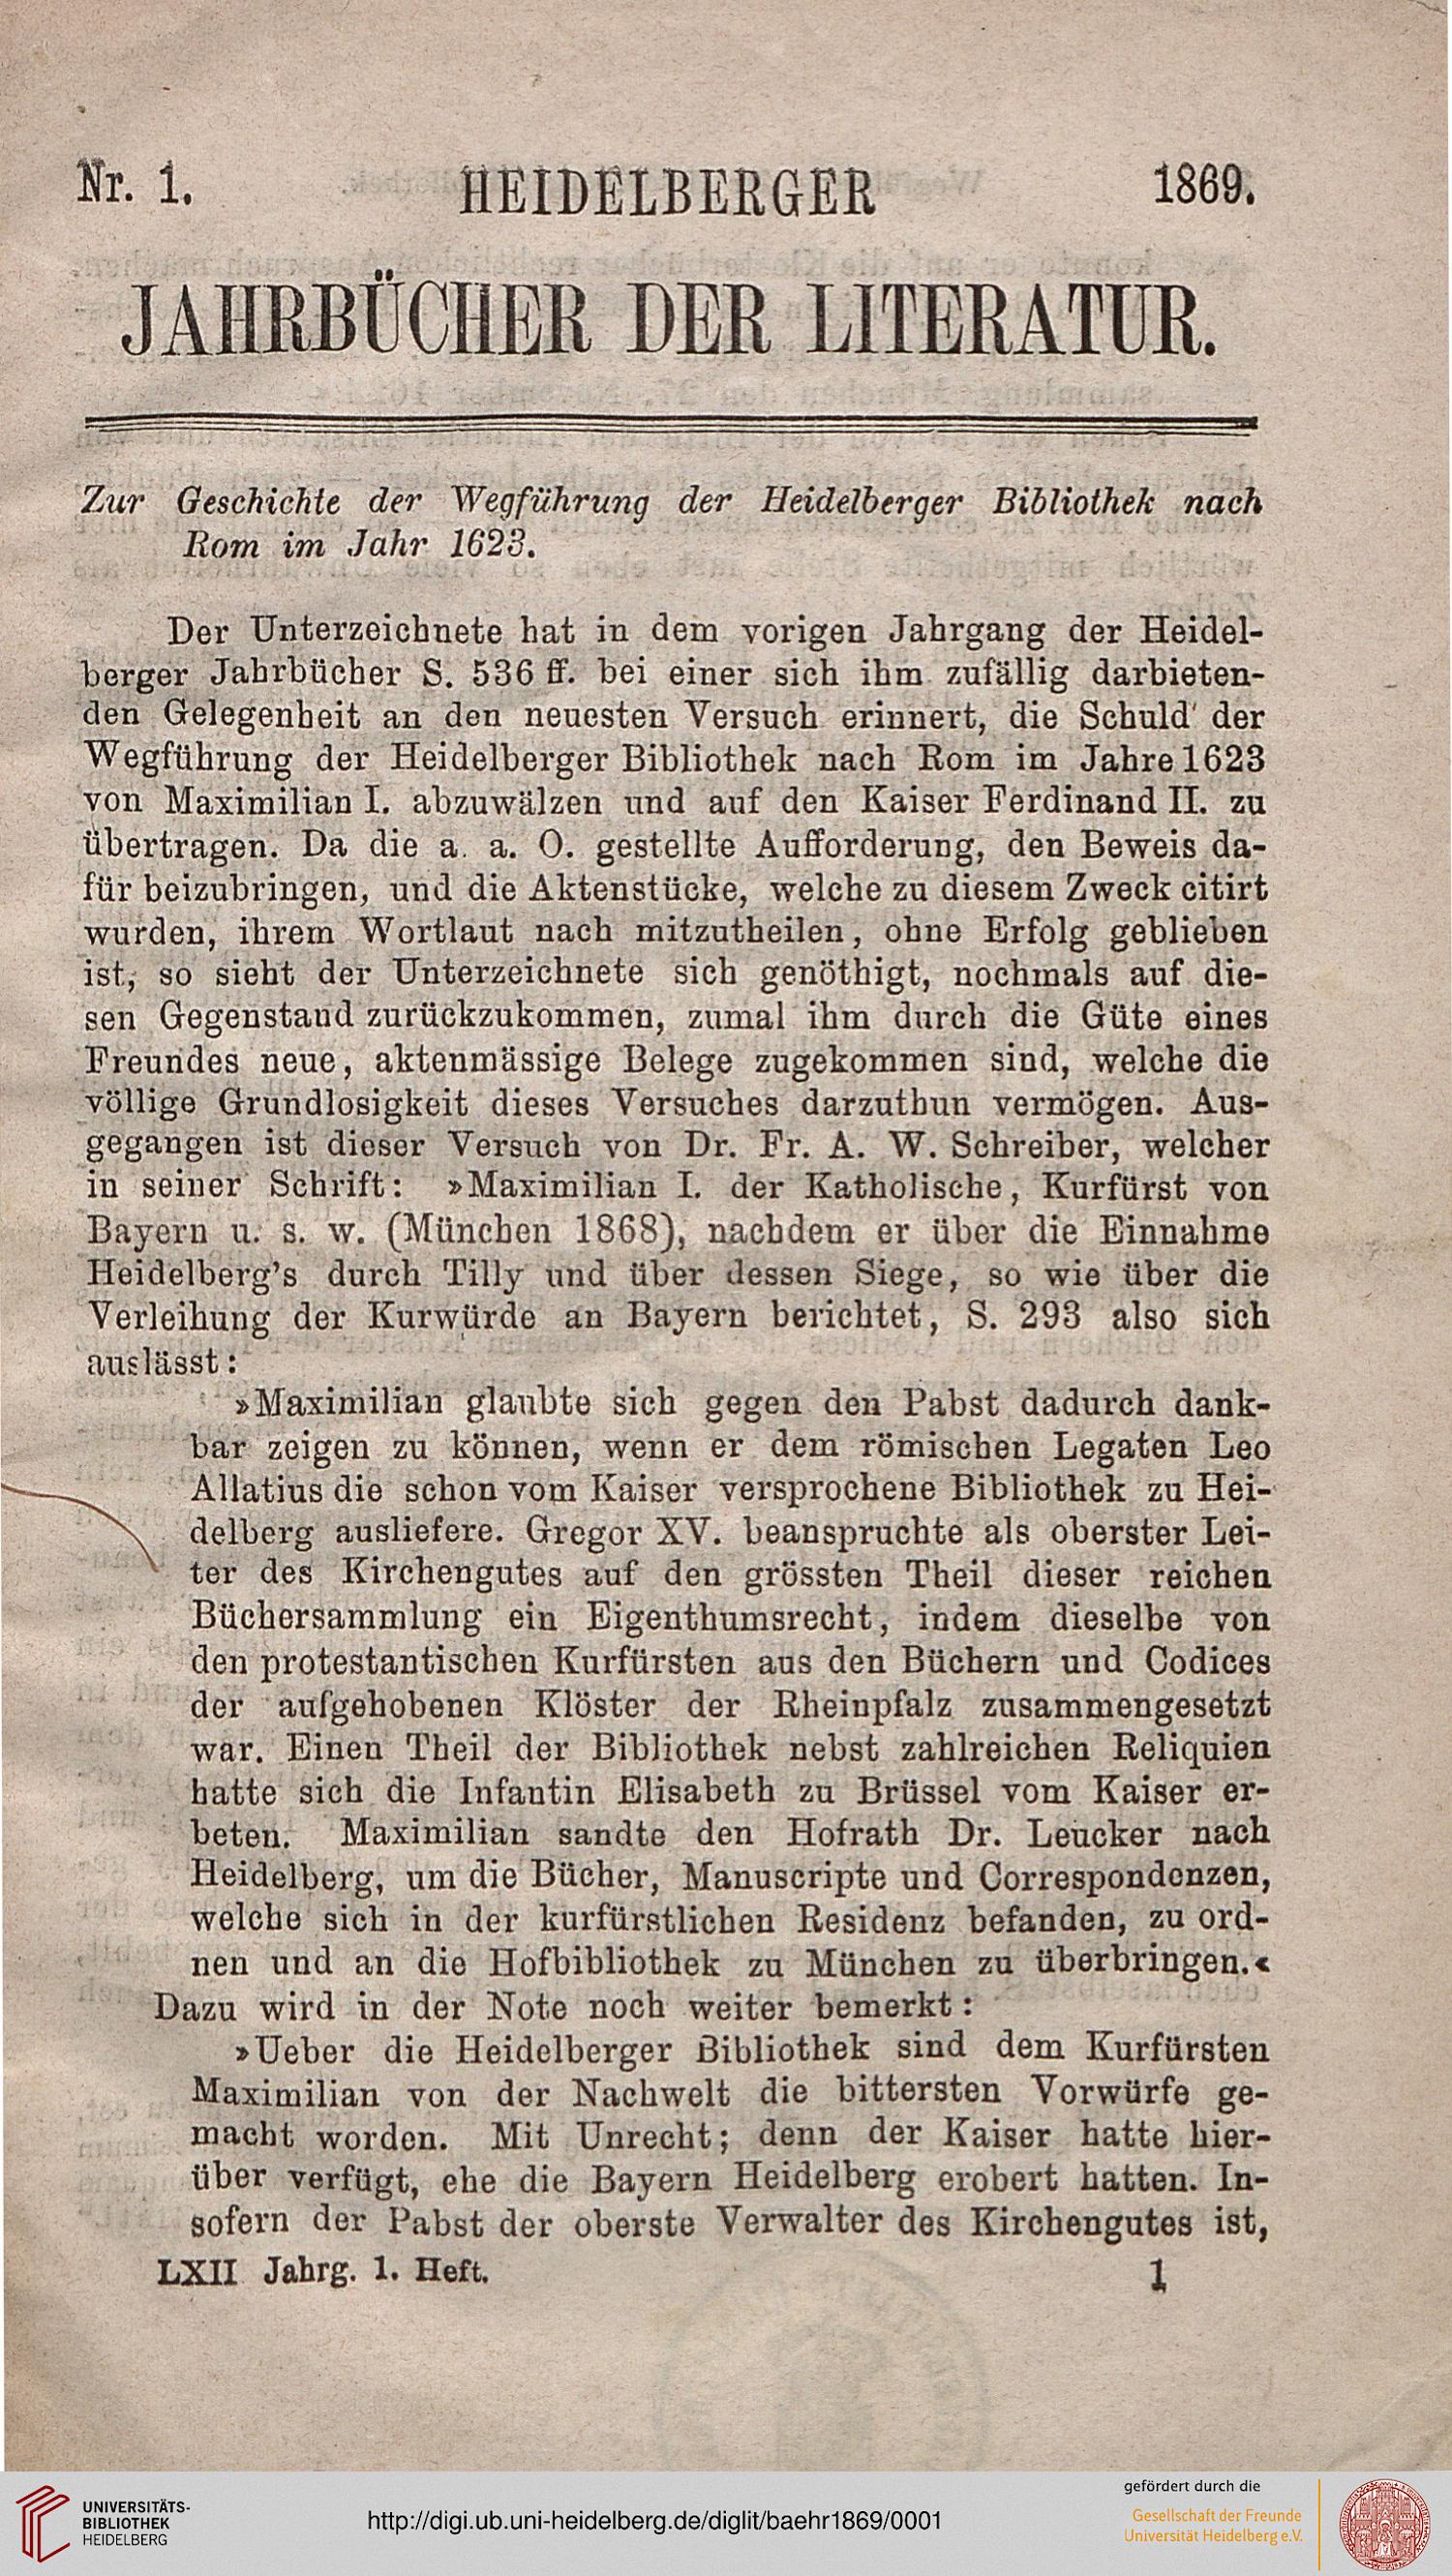 Nr. 1.
HEIDELBERGER
1869.
JAHRBÜCHER DER LITERATUR.
Zur Geschichte der Wegführung der Heidelberger Bibliothek nach
Rom im Jahr 1623.
Der Unterzeichnete hat in dem vorigen Jahrgang der Heidel-
berger Jahrbücher S. 536 ff. bei einer sich ihm zufällig darbieten-
den Gelegenheit an den neuesten Versuch erinnert, die Schuld der
Wegführung der Heidelberger Bibliothek nach Rom im Jahre 1623
von Maximilian I. abzuwälzen und auf den Kaiser Ferdinand II. zu
übertragen. Da die a. a. O. gestellte Aufforderung, den Beweis da-
für beizubringen, und die Aktenstücke, welche zu diesem Zweck citirt
wurden, ihrem Wortlaut nach mitzutheilen, ohne Erfolg geblieben
ist, so sieht der Unterzeichnete sich genöthigt, nochmals auf die-
sen Gegenstand zurückzukommen, zumal ihm durch die Güte eines
Freundes neue, aktenmässige Belege zugekommen sind, welche die
völlige Grundlosigkeit dieses Versuches darzuthun vermögen. Aus-
gegangen ist dieser Versuch von Dr. Fr. A. W. Schreiber, welcher
in seiner Schrift: »Maximilian I. der Katholische, Kurfürst von
Bayern u. s. w. (München 1868), nachdem er über die Einnahme
Heidelberg's durch Tilly und über dessen Siege, so wie über die
Verleihung der Kurwürde an Bayern berichtet, S. 293 also sich
auslässt:
»Maximilian glaubte sich gegen den Pabst dadurch dank-
bar zeigen zu können, wenn er dem römischen Legaten Leo
Allatius die schon vom Kaiser versprochene Bibliothek zu Hei-
delberg ausliefere. Gregor XV. beanspruchte als oberster Lei-
ter des Kirchengutes auf den grössten Theil dieser reichen
Büchersammlung ein Eigenthumsrecht, indem dieselbe von
den protestantischen Kurfürsten aus den Büchern und Codices
der aufgehobenen Klöster der Rheinpfalz zusammengesetzt
war. Einen Theil der Bibliothek nebst zahlreichen Reliquien
hatte sich die Infantin Elisabeth zu Brüssel vom Kaiser er-
beten. Maximilian sandte den Hofrath Dr. Leucker nach
Heidelberg, um die Bücher, Manuscripte und Correspondenzen,
welche sich in der kurfürstlichen Residenz befanden, zu ord-
nen und an die Hofbibliothek zu München zu überbringen.«
Dazu wird in der Note noch weiter bemerkt:
»Ueber die Heidelberger Bibliothek sind dem Kurfürsten
Maximilian von der Nachwelt die bittersten Vorwürfe ge-
macht worden. Mit Unrecht; denn der Kaiser hatte hier-
über verfügt, ehe die Bayern Heidelberg erobert hatten. In-
sofern der Pabst der oberste Verwalter des Kirchengutes ist,
LXII Jahrg. 1. Heft.
1
UNIVERSITÄTS-
BIBLIOTHEK
HEIDELBERG
http://digi.ub.uni-heidelberg.de/diglit/baehr1869/0001
gefördert durch die
Gesellschaft der Freunde
Universität Heidelberg e.V.